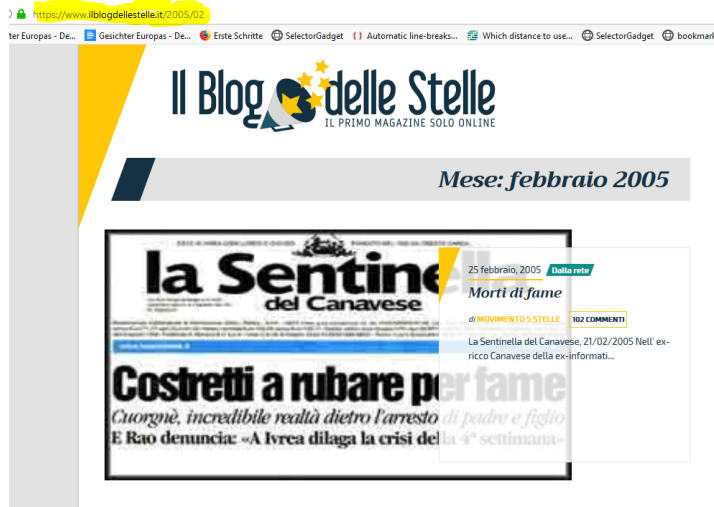 https://www.ilblogdellestelle.it/2005/02
ter Europas - De... Gesichter Europas - De... Erste Schritte SelectorGadget Automatic line-breaks... Which distance to use... SelectorGadget bookmark
Il Blog delle Stelle
IL PRIMO MAGAZINE SOLO ONLINE
Mese: febbraio 2005
la Sentinella
del Canavese
Costretti a rubare per fame
Cuorgnè, incredibile realtà dietro l'arresto di padre e figlio
E Rao denuncia: «A Ivrea dilaga la crisi della 4ª settimana»
25 febbraio, 2005 Dalla rete
Morti di fame
di MOVIMENTO 5 STELLE 102 COMMENTI
La Sentinella del Canavese, 21/02/2005 Nell' ex-
ricco Canavese della ex-informati...